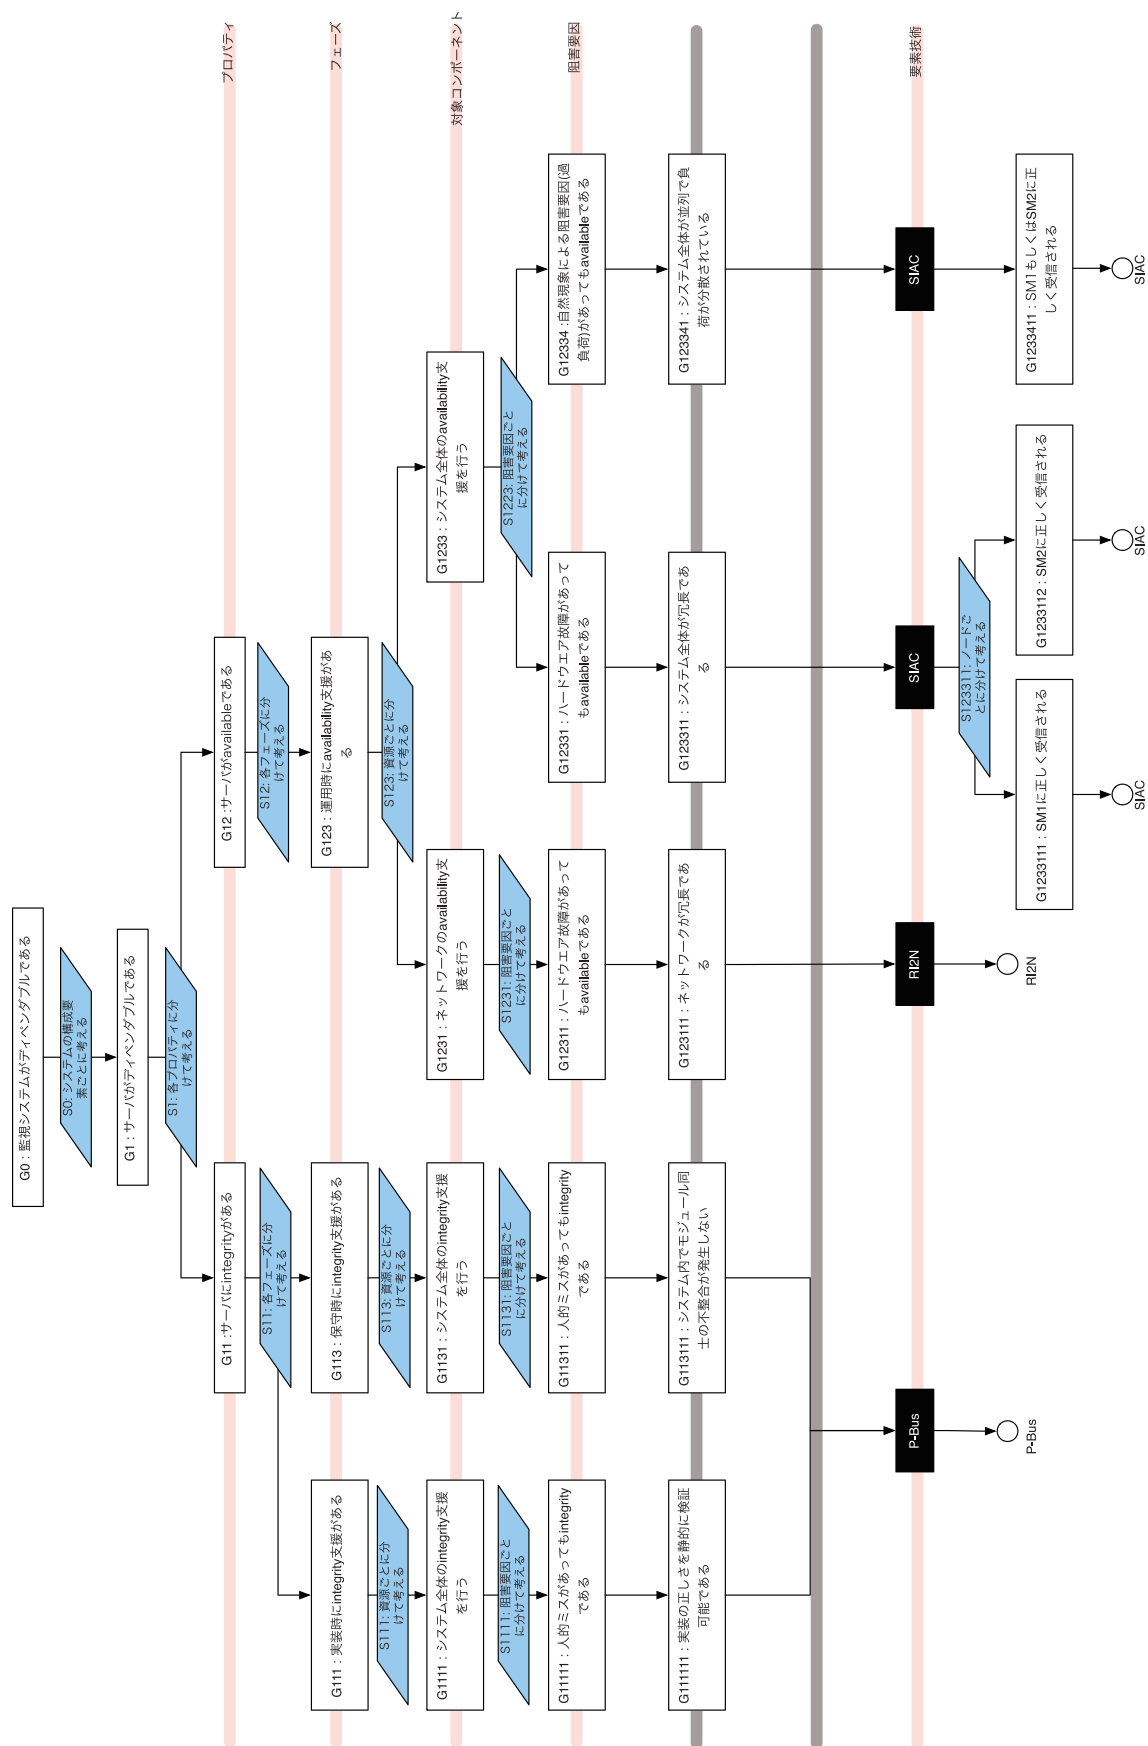 G0：監視システムがディペンダブルである
S0: システムの構成要
素ごとに考える
G1：サーバがディペンダブルである
S1: 各プロパティに分
けて考える
プロパティ
G11 :サーバにintegrityがある
G12 :サーバがavailableである
S11: 各フェーズに分
けて考える
S12: 各フェーズに分
けて考える
フェーズ
G111：実装時にintegrity支援がある
G113：保守時にintegrity支援がある
G123：運用時にavailability支援があ
る
S111: 資源ごとに分
けて考える
S113: 資源ごとに分
けて考える
S123: 資源ごとに分
けて考える
対象コンポーネント
G1111：システム全体のintegrity支援
を行う
G1131：システム全体のintegrity支援
を行う
G1231：ネットワークのavailability支
援を行う
G1233：システム全体のavailability支
援を行う
S1111: 阻害要因ごと
に分けて考える
S1131: 阻害要因ごと
に分けて考える
S1231: 阻害要因ごと
に分けて考える
S1223: 阻害要因ごと
に分けて考える
阻害要因
G11111：人的ミスがあってもintegrity
である
G11311：人的ミスがあってもintegrity
である
G12311：ハードウエア故障があって
もavailableである
G12331：ハードウエア故障があって
もavailableである
G12334 :自然現象による阻害要因(過
負荷)があってもavailableである
G111111：実装の正しさを静的に検証
可能である
G113111：システム内でモジュール同
士の不整合が発生しない
G123111：ネットワークが冗長であ
る
G123311：システム全体が冗長であ
る
G123341：システム全体が並列で負
荷が分散されている
要素技術
P-Bus
RI2N
SIAC
SIAC
S123311: ノードご
とに分けて考える
P-Bus
RI2N
G1233111：SM1に正しく受信される
G1233112：SM2に正しく受信される
G1233411：SM1もしくはSM2に正
しく受信される
SIAC
SIAC
SIAC